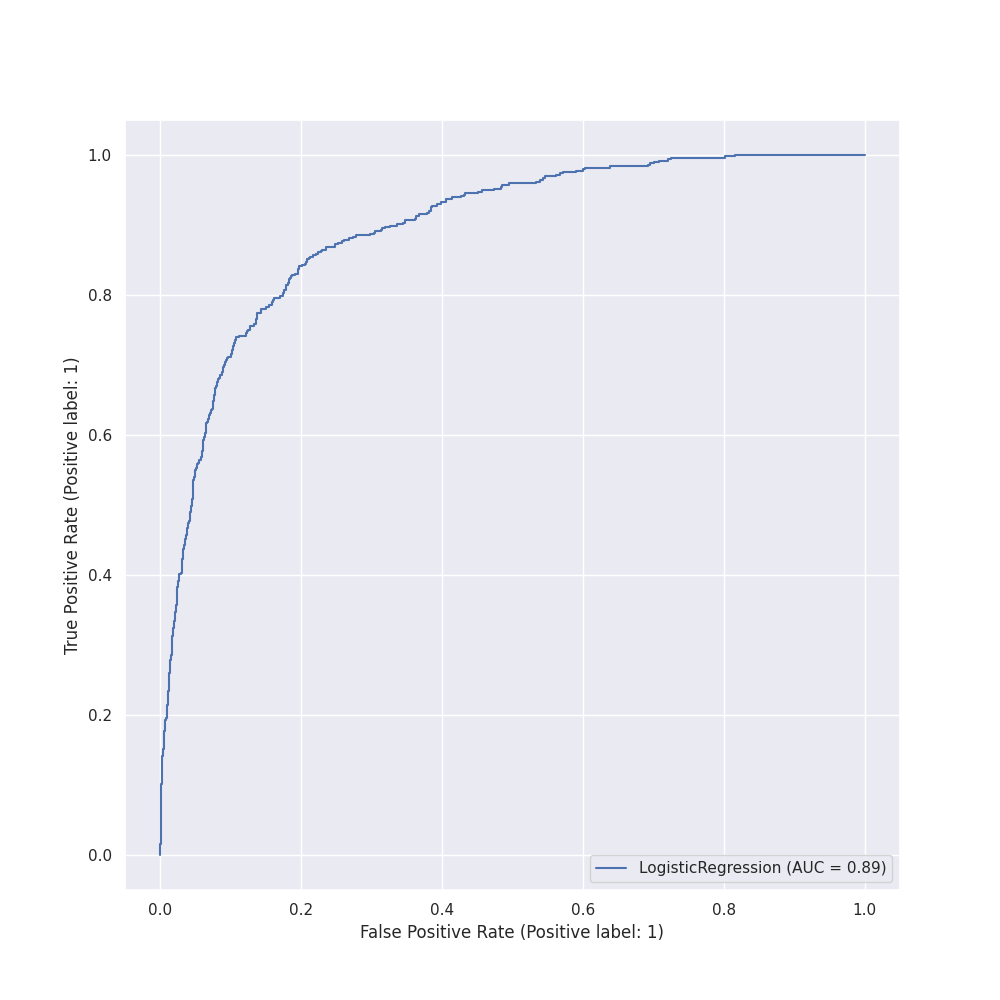 1.0
0.8
0.6
0.4
0.2
0.0
True Positive Rate (Positive label: 1)
LogisticRegression (AUC = 0.89)
0.0 0.2 0.4 0.6 0.8 1.0
False Positive Rate (Positive label: 1)